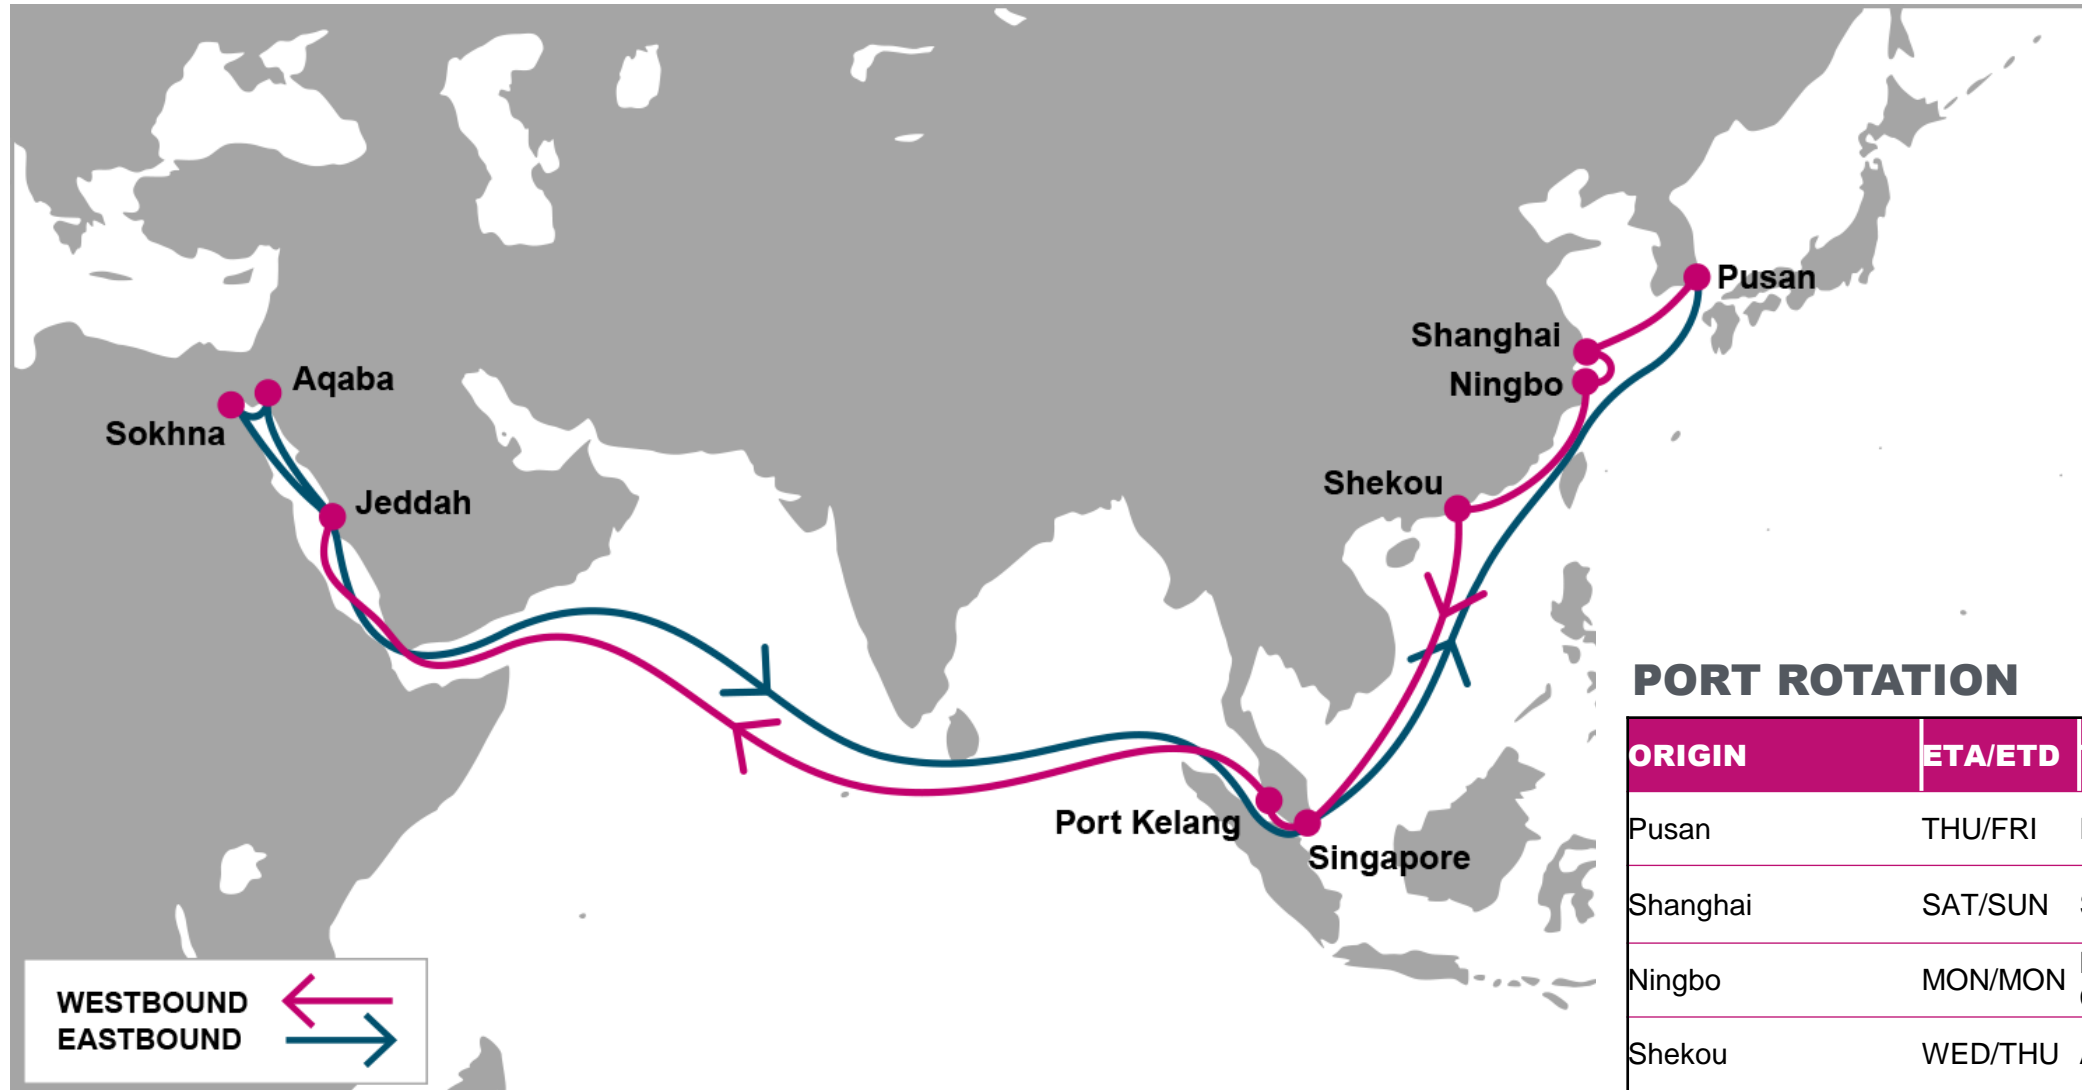 Pusan
Shanghai
Ningbo
Aqaba
Sokhna
Shekou
Jeddah
Port Kelang
Singapore
WESTBOUND
EASTBOUND
PORT ROTATION
ORIGIN ETA/ETD
Pusan THU/FRI
Shanghai SAT/SUN
Ningbo MON/MON
Shekou WED/THU